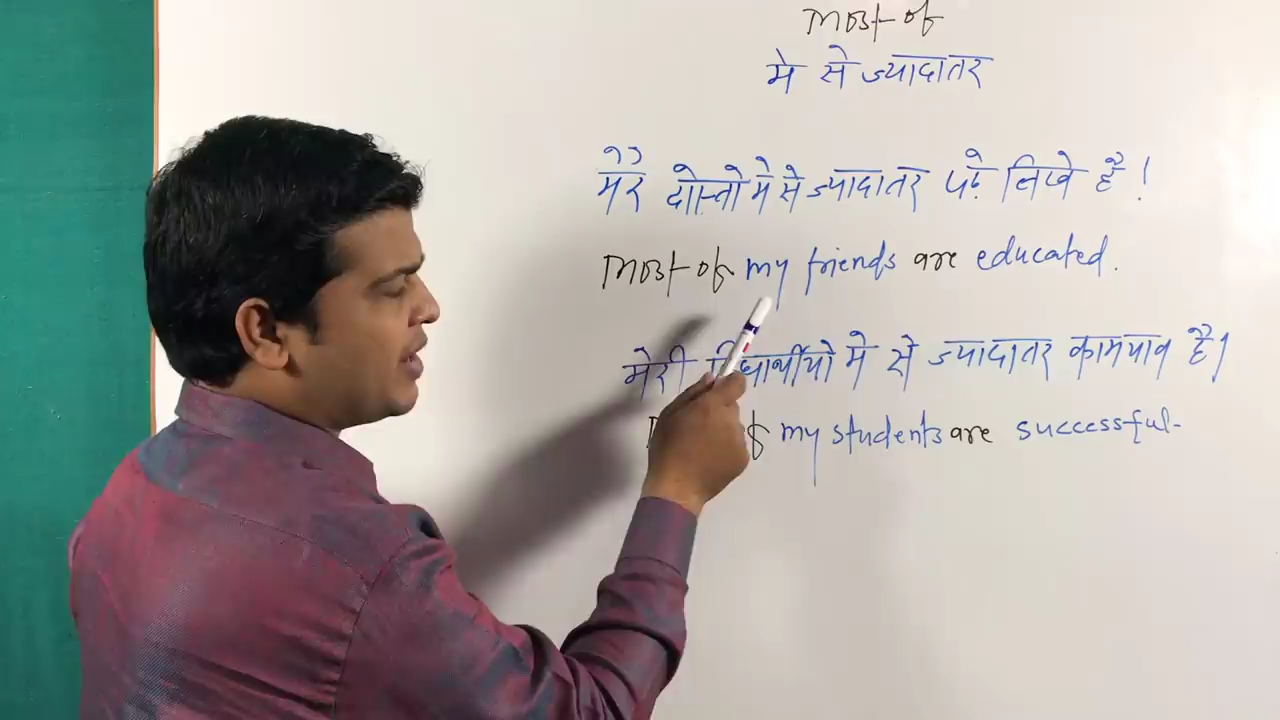 most of
मे से ज्यादातर
मेरे दोस्तो मे से ज्यादातर पढे लिखे है !
most of my friends are educated.
मेरी मे से ज्यादातर कामयाब है।
my students are successful-